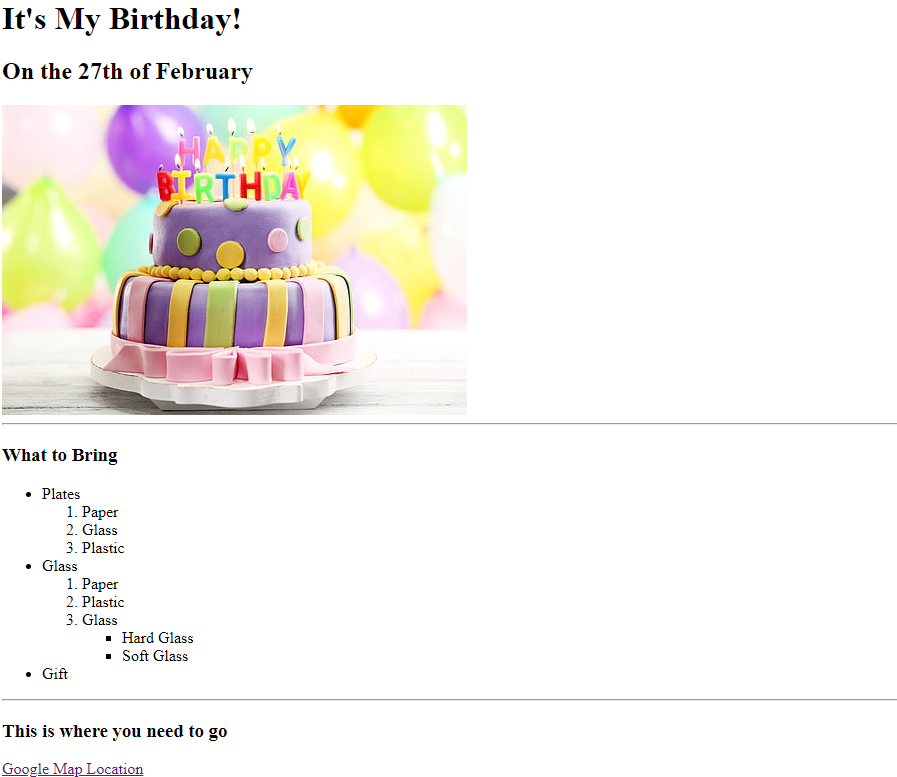 It's My Birthday!
On the 27th of February
HAPPY
BIRTHDAY
What to Bring
• Plates
1. Paper
2. Glass
3. Plastic
• Glass
1. Paper
2. Plastic
3. Glass
▪ Hard Glass
▪ Soft Glass
• Gift
This is where you need to go
Google Map Location